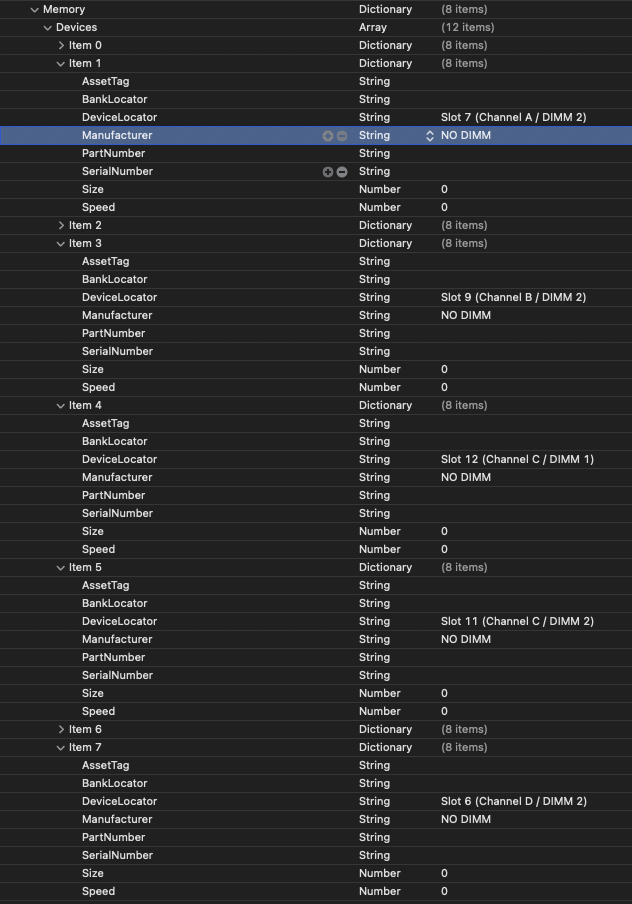 Memory Dictionary (8 items)
Devices Array (12 items)
Item 0 Dictionary (8 items)
Item 1 Dictionary (8 items)
AssetTag String
BankLocator String
DeviceLocator String Slot 7 (Channel A / DIMM 2)
Manufacturer String NO DIMM
PartNumber String
SerialNumber String
Size Number 0
Speed Number 0
Item 2 Dictionary (8 items)
Item 3 Dictionary (8 items)
AssetTag String
BankLocator String
DeviceLocator String Slot 9 (Channel B / DIMM 2)
Manufacturer String NO DIMM
PartNumber String
SerialNumber String
Size Number 0
Speed Number 0
Item 4 Dictionary (8 items)
AssetTag String
BankLocator String
DeviceLocator String Slot 12 (Channel C / DIMM 1)
Manufacturer String NO DIMM
PartNumber String
SerialNumber String
Size Number 0
Speed Number 0
Item 5 Dictionary (8 items)
AssetTag String
BankLocator String
DeviceLocator String Slot 11 (Channel C / DIMM 2)
Manufacturer String NO DIMM
PartNumber String
SerialNumber String
Size Number 0
Speed Number 0
Item 6 Dictionary (8 items)
Item 7 Dictionary (8 items)
AssetTag String
BankLocator String
DeviceLocator String Slot 6 (Channel D / DIMM 2)
Manufacturer String NO DIMM
PartNumber String
SerialNumber String
Size Number 0
Speed Number 0